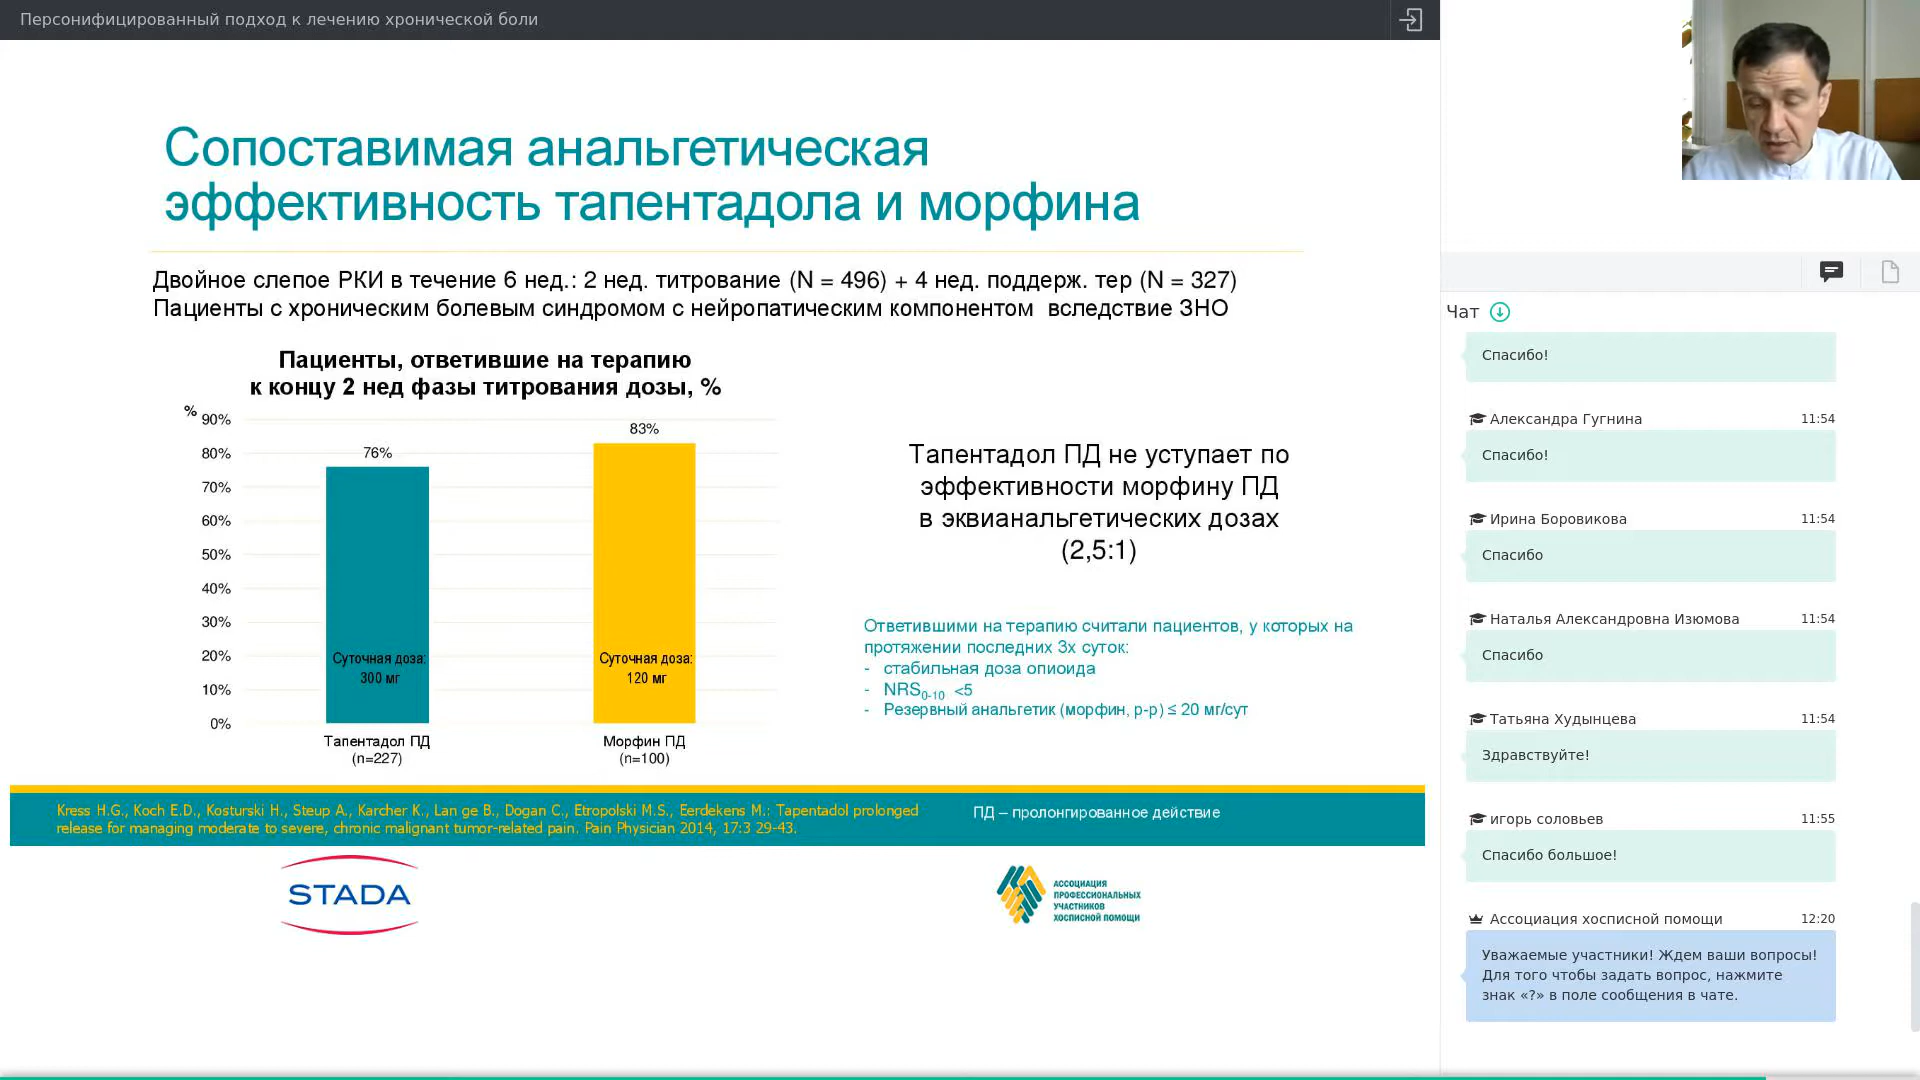 Персонифицированный подход к лечению хронической боли
Сопоставимая анальгетическая
эффективность тапентадола и морфина
Двойное слепое РКИ в течение 6 нед.: 2 нед. титрование (N = 496) + 4 нед. поддерж. тер (N = 327)
Пациенты с хроническим болевым синдромом с нейропатическим компонентом вследствие ЗНО
Пациенты, ответившие на терапию
к концу 2 нед фазы титрования дозы, %
%
90%
80%
70%
60%
50%
40%
30%
20%
10%
0%
76%
83%
Суточная доза:
300 мг
Суточная доза:
120 мг
Тапентадол ПД
(n=227)
Морфин ПД
(n=100)
Тапентадол ПД не уступает по
эффективности морфину ПД
в эквианальгетических дозах
(2,5:1)
Ответившими на терапию считали пациентов, у которых на
протяжении последних 3х суток:
- стабильная доза опиоида
- NRS0-10 <5
- Резервный анальгетик (морфин, р-р) ≤ 20 мг/сут
Kress H.G., Koch E.D., Kosturski H., Steup A., Karcher K., Lan ge B., Dogan C., Etropolski M.S., Eerdekens M.: Tapentadol prolonged
release for managing moderate to severe, chronic malignant tumor-related pain. Pain Physician 2014, 17:3 29-43.
ПД – пролонгированное действие
STADA
АССОЦИАЦИЯ
ПРОФЕССИОНАЛЬНЫХ
УЧАСТНИКОВ
ХОСПИСНОЙ ПОМОЩИ
Чат
Спасибо!
Александра Гугнина 11:54
Спасибо!
Ирина Боровикова 11:54
Спасибо
Наталья Александровна Изюмова 11:54
Спасибо
Татьяна Худынцева 11:54
Здравствуйте!
игорь соловьев 11:55
Спасибо большое!
Ассоциация хосписной помощи 12:20
Уважаемые участники! Ждем ваши вопросы!
Для того чтобы задать вопрос, нажмите
знак «?» в поле сообщения в чате.